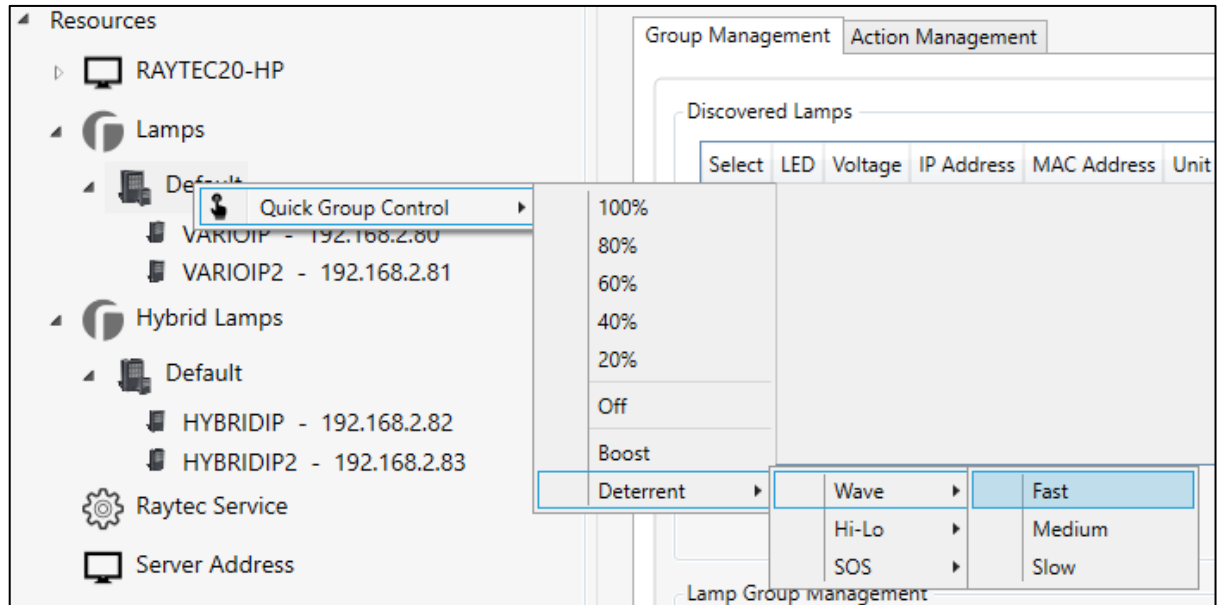 Resources
RAYTEC20-HP
Lamps
Default
VARIOIP - 192.168.2.80
VARIOIP2 - 192.168.2.81
Hybrid Lamps
Default
HYBRIDIP - 192.168.2.82
HYBRIDIP2 - 192.168.2.83
Raytec Service
Server Address
Quick Group Control
100%
80%
60%
40%
20%
Off
Boost
Deterrent
Wave
Hi-Lo
SOS
Fast
Medium
Slow
Group Management Action Management
Discovered Lamps
Select LED Voltage IP Address MAC Address Unit
Lamp Group Management